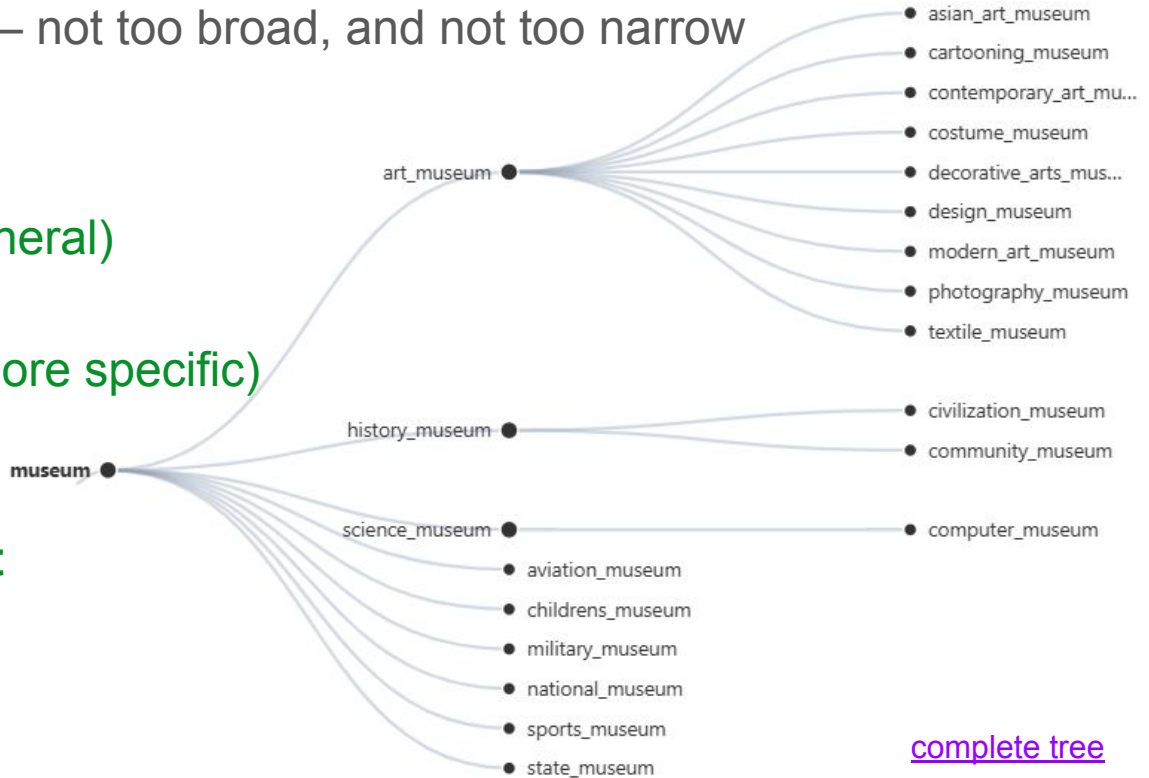 – not too broad, and not too narrow
neral)
ore specific)
:
museum
art_museum
history_museum
science_museum
aviation_museum
childrens_museum
military_museum
national_museum
sports_museum
state_museum
asian_art_museum
cartooning_museum
contemporary_art_mu...
costume_museum
decorative_arts_mus...
design_museum
modern_art_museum
photography_museum
textile_museum
civilization_museum
community_museum
computer_museum
complete tree